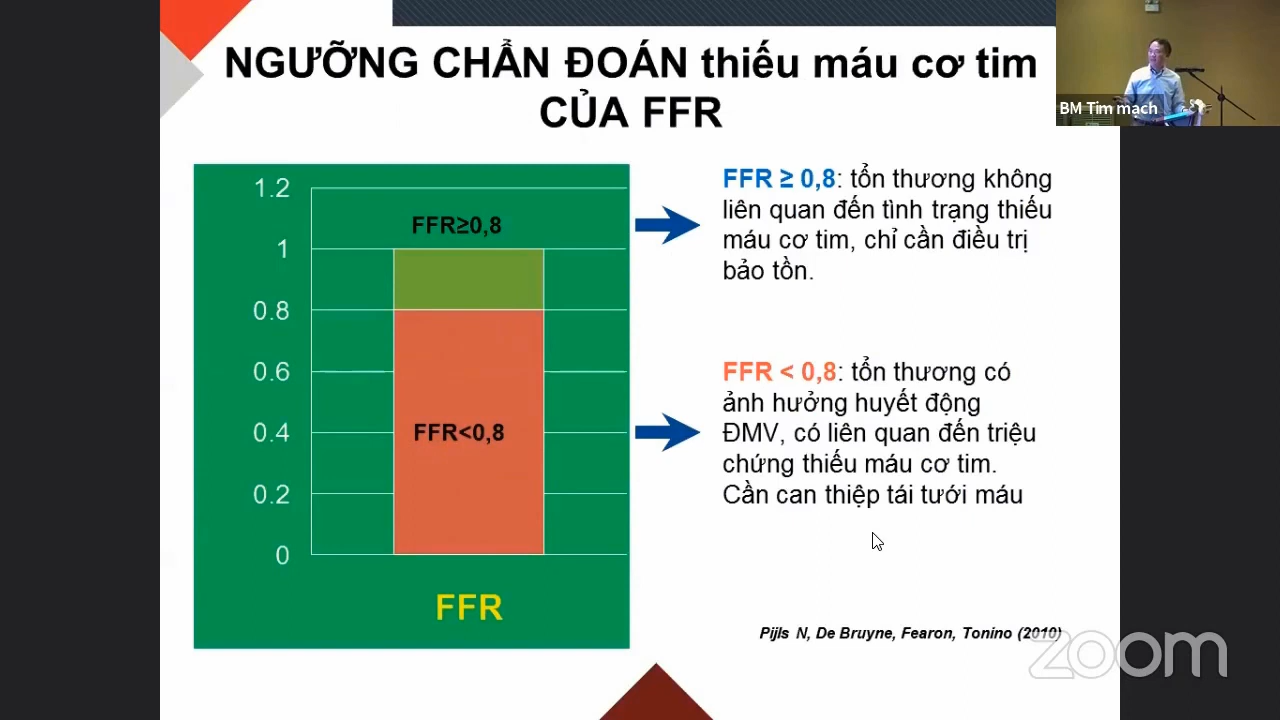 NGƯỠNG CHẨN ĐOÁN thiếu máu cơ tim
CỦA FFR
BM Tim mạch
1.2
1
0.8
0.6
0.4
0.2
0
FFR≥0,8
FFR<0,8
FFR
FFR ≥ 0,8: tổn thương không
liên quan đến tình trạng thiếu
máu cơ tim, chỉ cần điều trị
bảo tồn.
FFR < 0,8: tổn thương có
ảnh hưởng huyết động
ĐMV, có liên quan đến triệu
chứng thiếu máu cơ tim.
Cần can thiệp tái tưới máu
Pijls N, De Bruyne, Fearon, Tonino (2010)
zoom